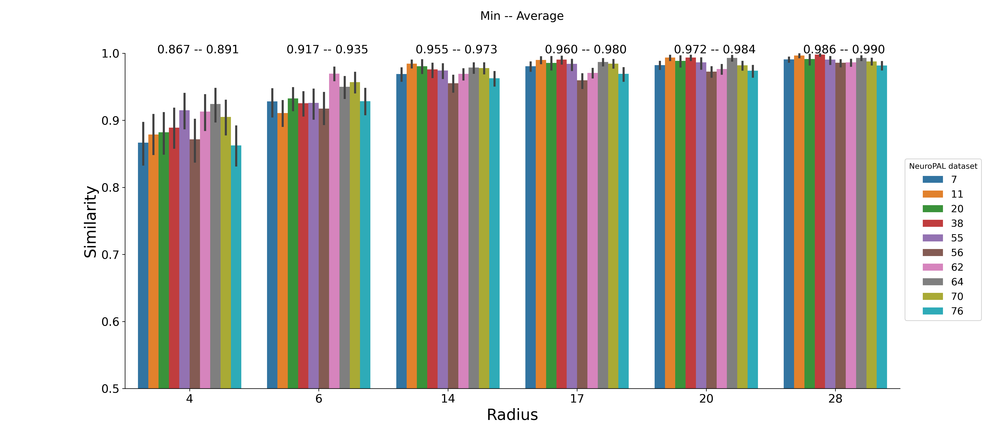 Min -- Average
0.867 -- 0.891
0.917 -- 0.935
0.955 -- 0.973
0.960 -- 0.980
0.972 -- 0.984
0.986 -- 0.990
1.0
0.9
0.8
0.7
0.6
0.5
Similarity
4
6
14
17
20
28
Radius
NeuroPAL dataset
7
11
20
38
55
56
62
64
70
76